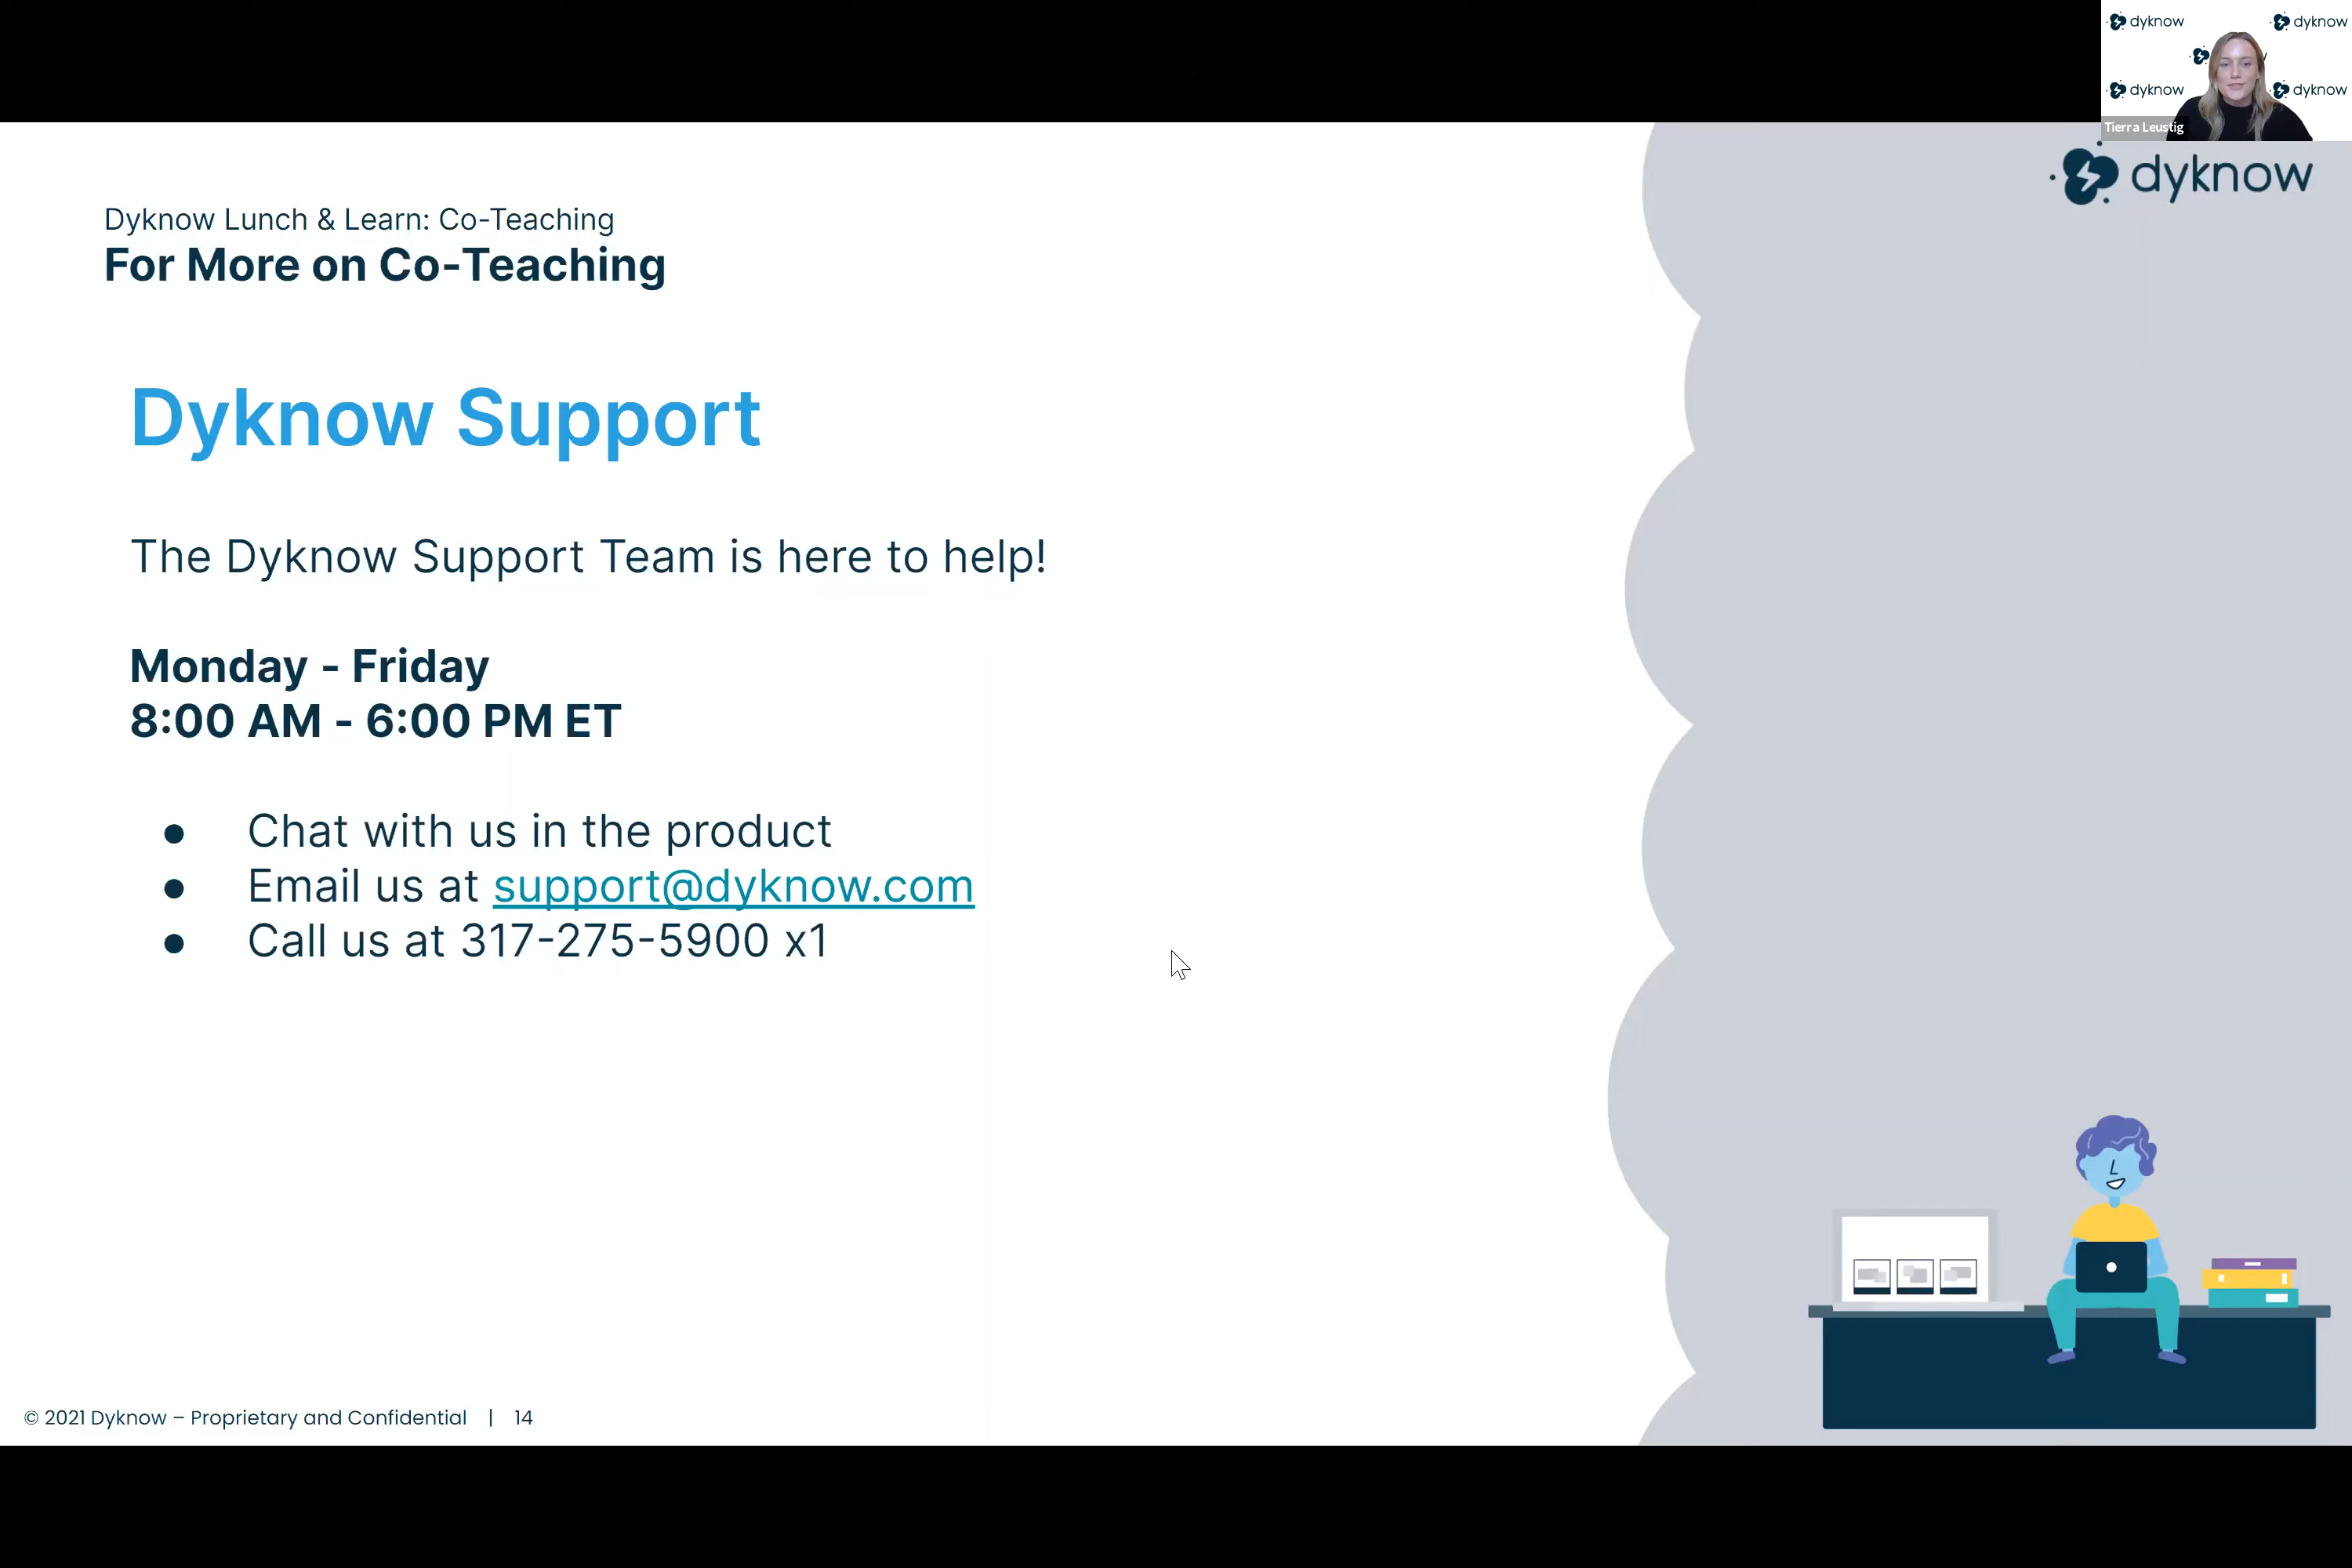 dyknow
dyknow
dyknow
dyknow
Tierra Leustig
dyknow
Dyknow Lunch & Learn: Co-Teaching
For More on Co-Teaching
Dyknow Support
The Dyknow Support Team is here to help!
Monday - Friday
8:00 AM - 6:00 PM ET
● Chat with us in the product
● Email us at support@dyknow.com
● Call us at 317-275-5900 x1
© 2021 Dyknow – Proprietary and Confidential | 14